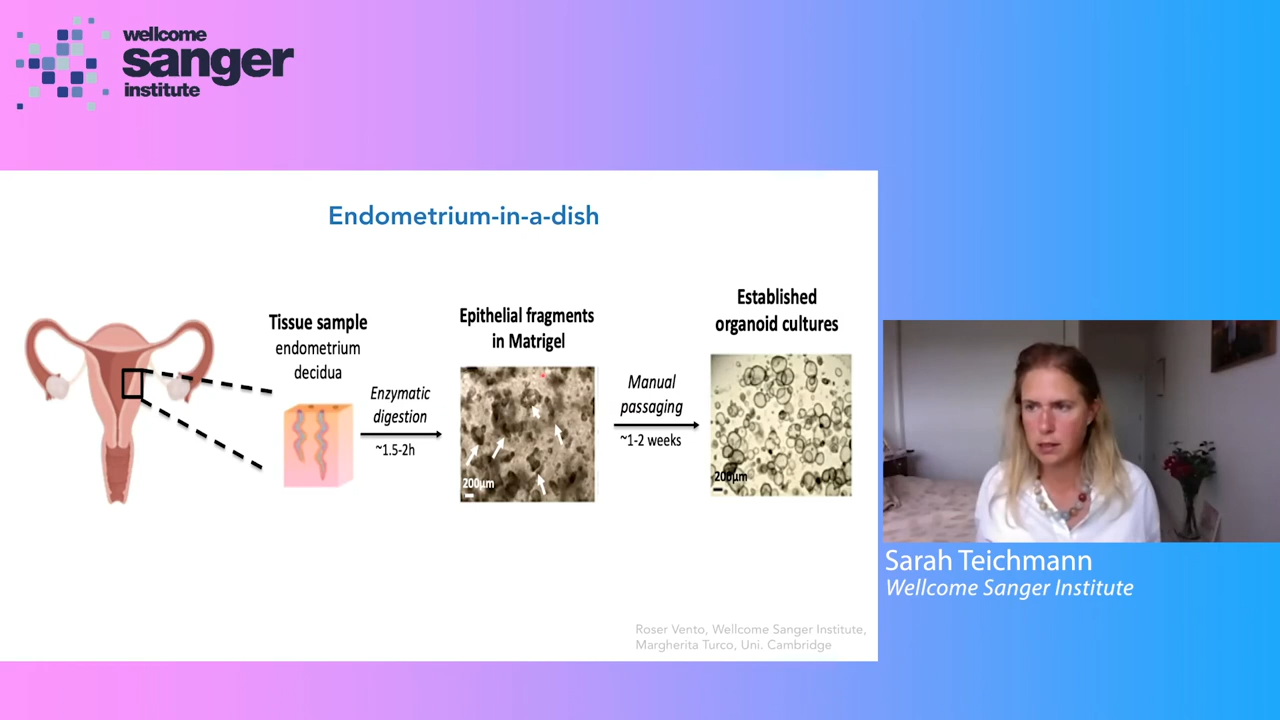 wellcome
sanger
institute
Endometrium-in-a-dish
Tissue sample
endometrium
decidua
Enzymatic
digestion
~1.5-2h
Epithelial fragments
in Matrigel
200μm
Manual
passaging
~1-2 weeks
Established
organoid cultures
200μm
Sarah Teichmann
Wellcome Sanger Institute
Roser Vento, Wellcome Sanger Institute,
Margherita Turco, Uni. Cambridge